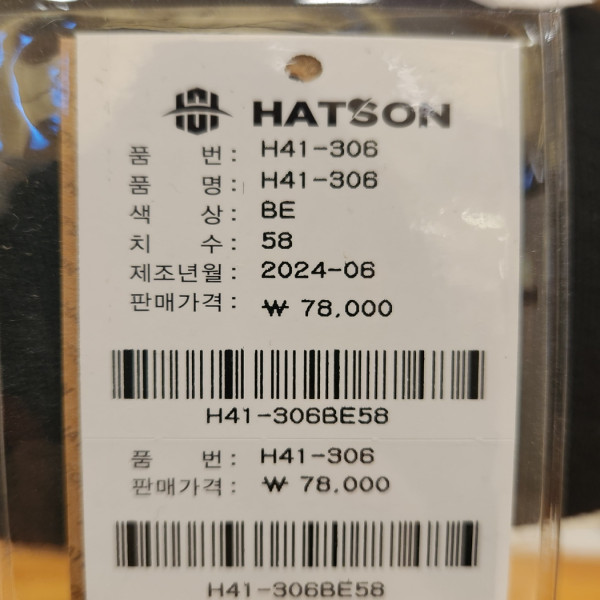 HATSON
품 번 : H41-306
품 명 : H41-306
색 상 : BE
치 수 : 58
제조년월 : 2024-06
판매가격 : ₩ 78,000
H41-306BE58
품 번 : H41-306
판매가격 : ₩ 78,000
H41-306BE58